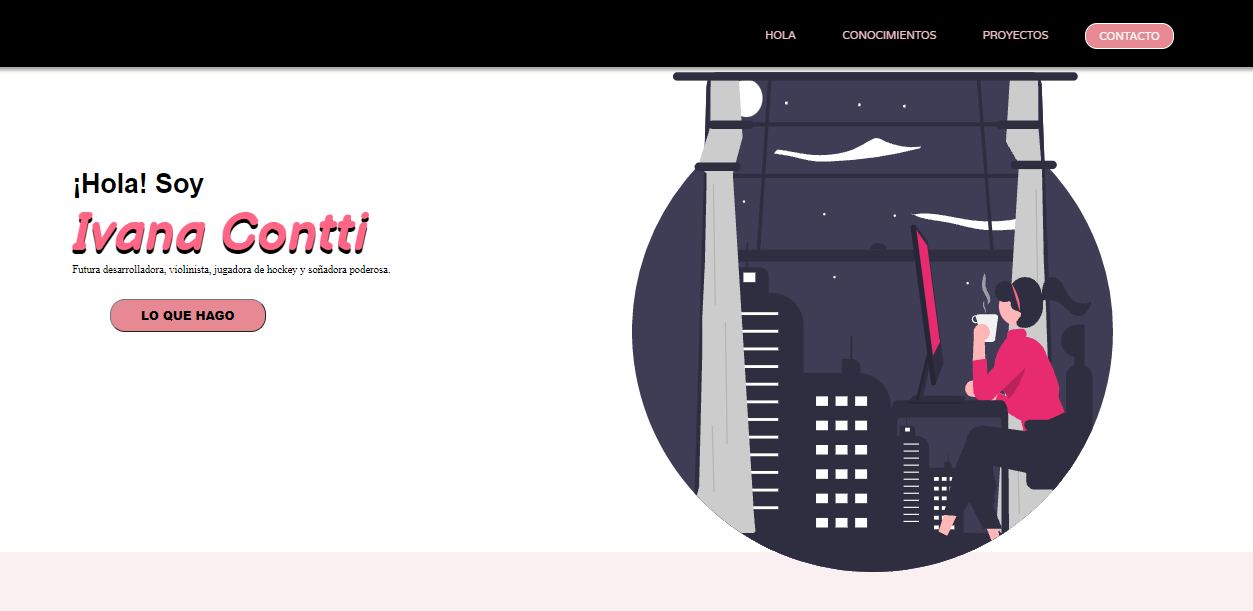 HOLA CONOCIMIENTOS PROYECTOS CONTACTO
¡Hola! Soy
Ivana Contti
Futura desarrolladora, violinista, jugadora de hockey y soñadora poderosa.
LO QUE HAGO